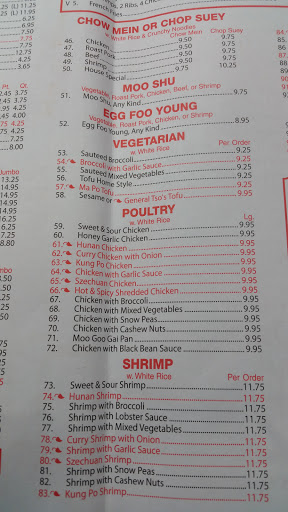 V 5. 2 Ribs, 4 Chick
CHOW MEIN OR CHOP SUEY
w. White Rice & Crunchy Noodles
Chow Mein Chop Suey
46. Chicken 9.50 9.50
47. Roast Pork 9.75 9.75
48. Beef 9.75 9.75
49. Shrimp 9.75 9.75
50. House Special 9.75 10.25
MOO SHU
Vegetable, Roast Pork, Chicken, Beef, or Shrimp
51. Moo Shu, Any Kind 9.75
EGG FOO YOUNG
Vegetable, Roast Pork, Chicken, or Shrimp
52. Egg Foo Young, Any Kind 8.95
VEGETARIAN
w. White Rice Per Order
53. Sauteed Broccoli 9.25
54. Broccoli with Garlic Sauce 9.25
55. Sauteed Mixed Vegetables 9.25
56. Tofu Home Style 9.25
57. Ma Po Tofu 9.25
58. Sesame or General Tso's Tofu 9.25
POULTRY
w. White Rice Lg.
59. Sweet & Sour Chicken 9.95
60. Honey Garlic Chicken 9.95
61. Hunan Chicken 9.95
62. Curry Chicken with Onion 9.95
63. Kung Po Chicken 9.95
64. Chicken with Garlic Sauce 9.95
65. Szechuan Chicken 9.95
66. Hot & Spicy Shredded Chicken 9.95
67. Chicken with Broccoli 9.95
68. Chicken with Mixed Vegetables 9.95
69. Chicken with Snow Peas 9.95
70. Chicken with Cashew Nuts 9.95
71. Moo Goo Gai Pan 9.95
72. Chicken with Black Bean Sauce 9.95
SHRIMP
w. White Rice Per Order
73. Sweet & Sour Shrimp 11.75
74. Hunan Shrimp 11.75
75. Shrimp with Broccoli 11.75
76. Shrimp with Lobster Sauce 11.75
77. Shrimp with Mixed Vegetables 11.75
78. Curry Shrimp with Onion 11.75
79. Shrimp with Garlic Sauce 11.75
80. Szechuan Shrimp 11.75
81. Shrimp with Snow Peas 11.75
82. Shrimp with Cashew Nuts 11.75
83. Kung Po Shrimp 11.75